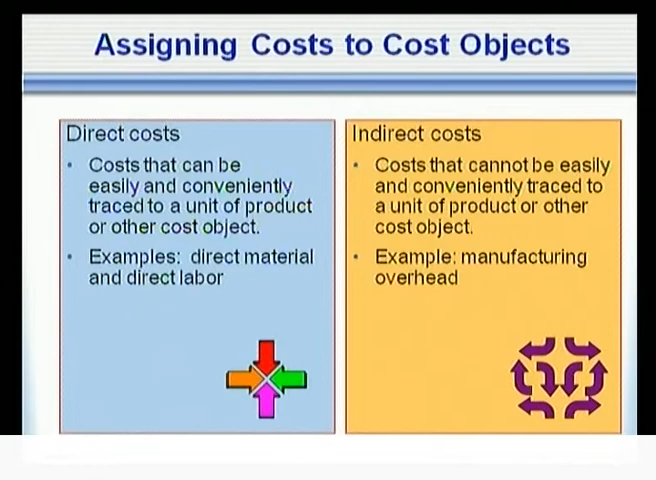 Assigning Costs to Cost Objects
Direct costs
• Costs that can be
easily and conveniently
traced to a unit of product
or other cost object.
• Examples: direct material
and direct labor
Indirect costs
• Costs that cannot be easily
and conveniently traced to
a unit of product or other
cost object.
• Example: manufacturing
overhead